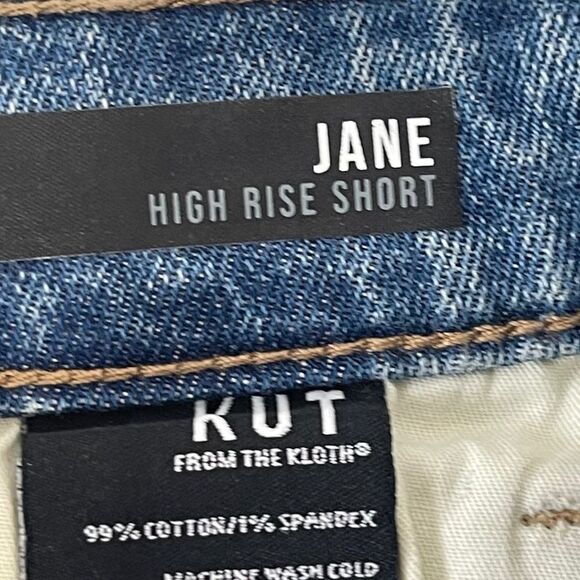 JANE
HIGH RISE SHORT
KUT
FROM THE KLOTH®
99% COTTON/1% SPANDEX
MACHINE WASH COLD